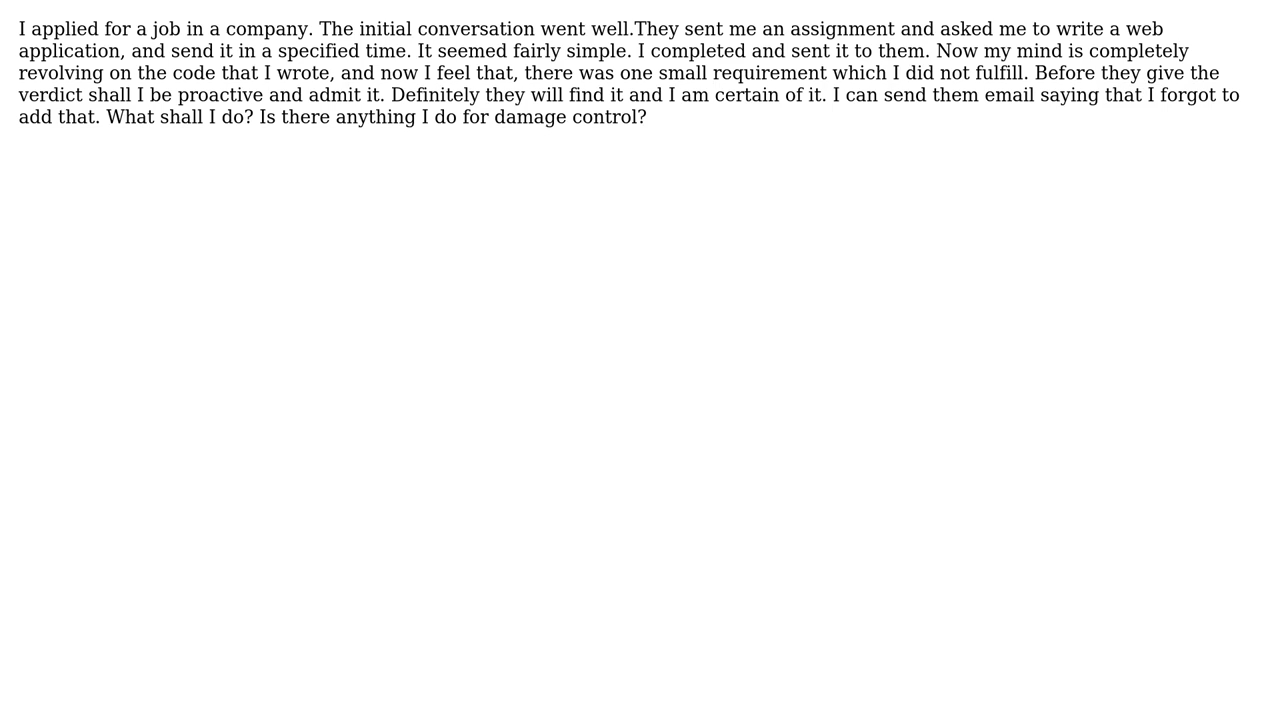 I applied for a job in a company. The initial conversation went well.They sent me an assignment and asked me to write a web
application, and send it in a specified time. It seemed fairly simple. I completed and sent it to them. Now my mind is completely
revolving on the code that I wrote, and now I feel that, there was one small requirement which I did not fulfill. Before they give the
verdict shall I be proactive and admit it. Definitely they will find it and I am certain of it. I can send them email saying that I forgot to
add that. What shall I do? Is there anything I do for damage control?